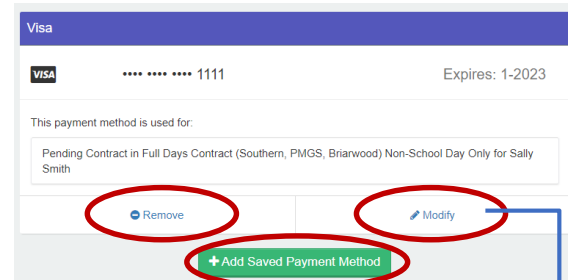 Visa
VISA •••• •••• •••• 1111 Expires: 1-2023
This payment method is used for:
Pending Contract in Full Days Contract (Southern, PMGS, Briarwood) Non-School Day Only for Sally
Smith
Remove Modify
+ Add Saved Payment Method